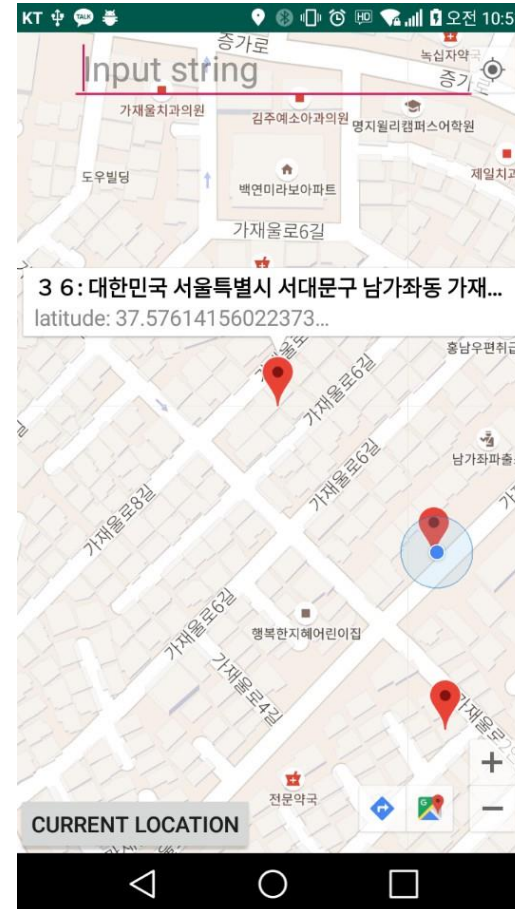 KT TALK HD 오전 10:5
증가로
녹십자약국
Input string
증가
가재울치과의원
김주예소아과의원
명지윌리캠퍼스어학원
도우빌딩
제일치과
백연미라보아파트
가재울로6길
3 6: 대한민국 서울특별시 서대문구 남가좌동 가재...
latitude: 37.57614156022373...
홍남우편취급
가재울로6길
가재울로62길
가재울로62길
남가좌파출
가재울로8길
가재울로62길
행복한지혜어린이집
가재울로4길
전문약국
CURRENT LOCATION